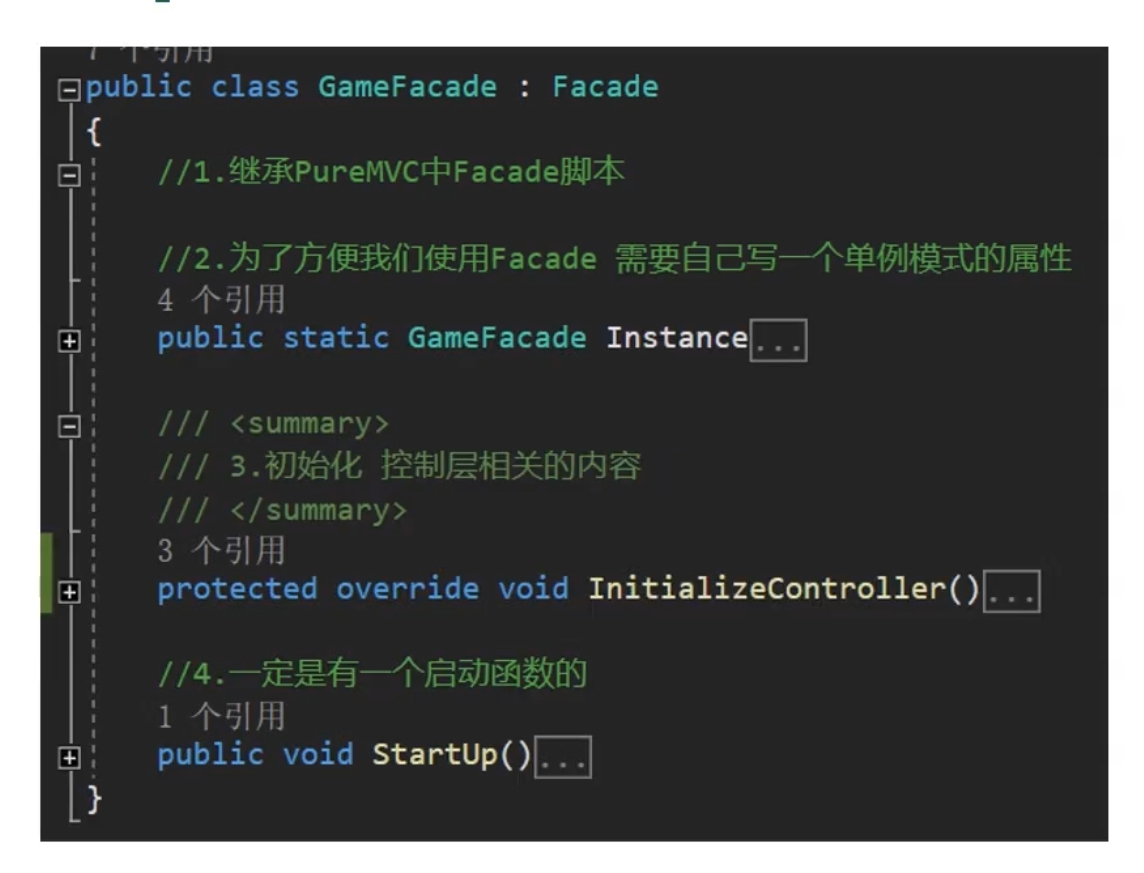 7 个引用
public class GameFacade : Facade
{
//1.继承PureMVC中Facade脚本
//2.为了方便我们使用Facade 需要自己写一个单例模式的属性
4 个引用
public static GameFacade Instance...
/// <summary>
/// 3.初始化 控制层相关的内容
/// </summary>
3 个引用
protected override void InitializeController()...
//4.一定是有一个启动函数的
1 个引用
public void StartUp()...
}